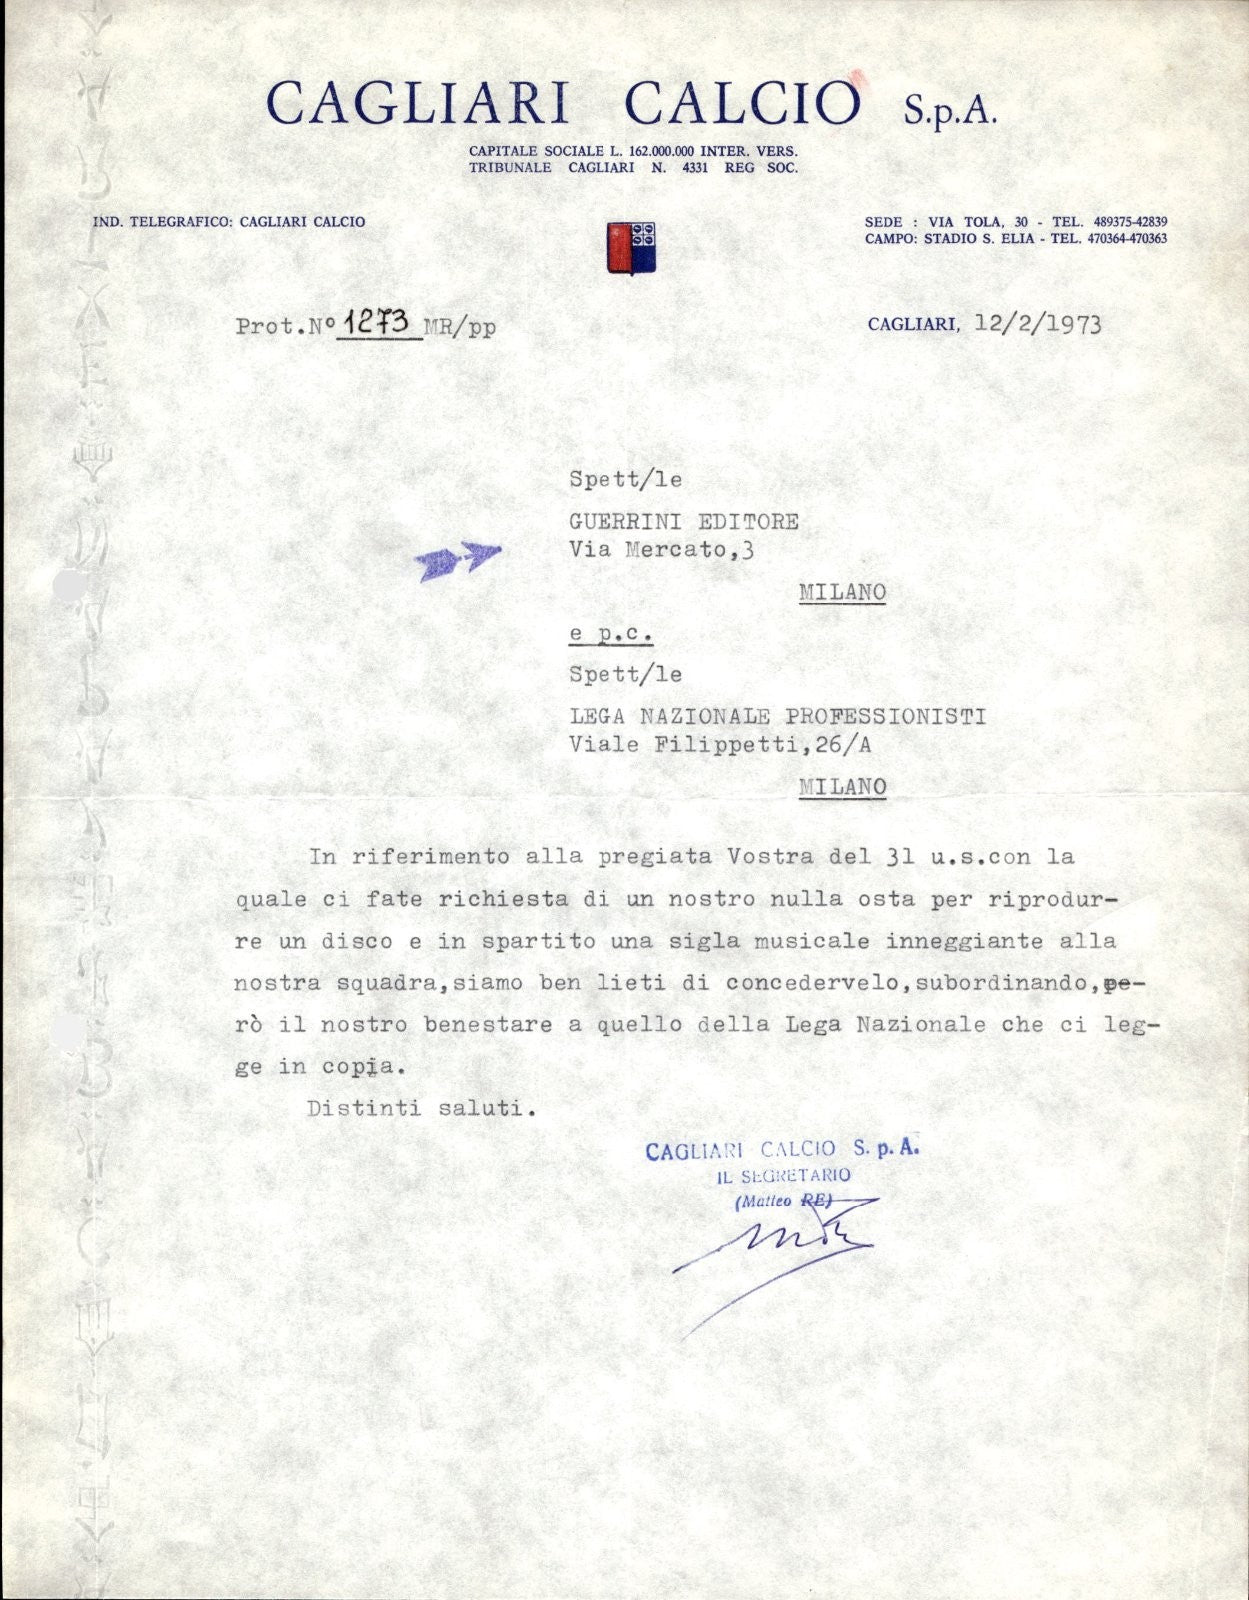 CAGLIARI CALCIO S.p.A.
CAPITALE SOCIALE L. 162.000.000 INTER. VERS.
TRIBUNALE CAGLIARI N. 4331 REG SOC.
IND. TELEGRAFICO: CAGLIARI CALCIO
SEDE : VIA TOLA, 30 - TEL. 489375-42839
CAMPO: STADIO S. ELIA - TEL. 470364-470363
Prot.Nº 1273 MR/pp
CAGLIARI, 12/2/1973
Spett/le
GUERRINI EDITORE
Via Mercato,3
MILANO
e p.c.
Spett/le
LEGA NAZIONALE PROFESSIONISTI
Viale Filippetti,26/A
MILANO
In riferimento alla pregiata Vostra del 31 u.s.con la
quale ci fate richiesta di un nostro nulla osta per riprodur-
re un disco e in spartito una sigla musicale inneggiante alla
nostra squadra,siamo ben lieti di concedervelo,subordinando,pe-
rò il nostro benestare a quello della Lega Nazionale che ci leg-
ge in copia.
Distinti saluti.
CAGLIARI CALCIO S.p.A.
IL SEGRETARIO
(Matteo RE)